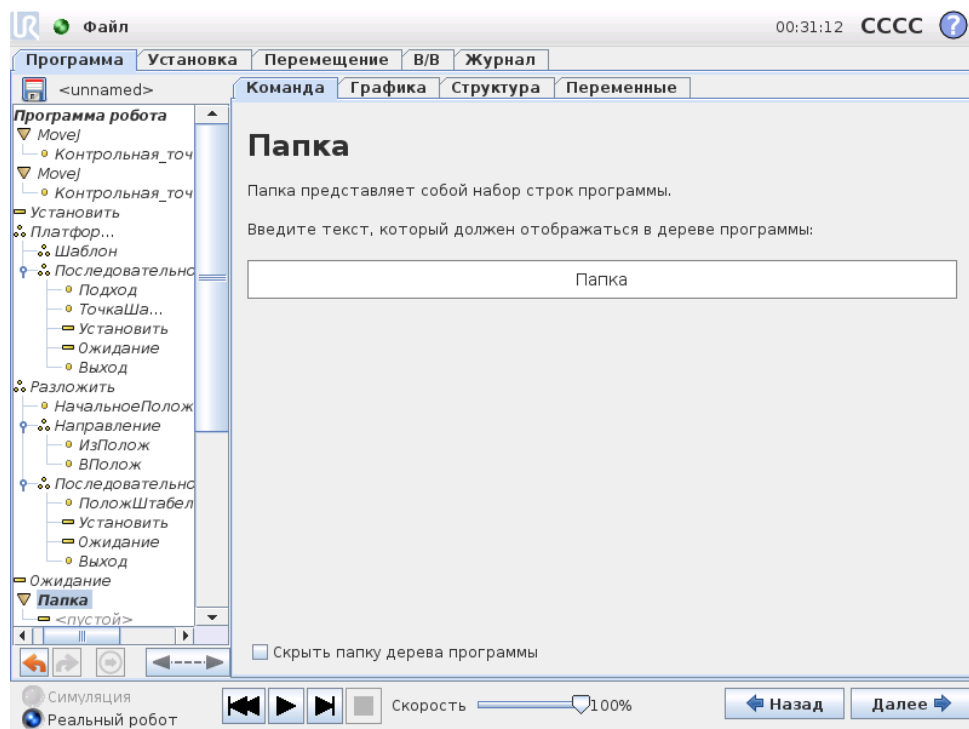 UR Файл 00:31:12 CCCC ?
Программа Установка Перемещение В/В Журнал
<unnamed> Команда Графика Структура Переменные
Программа робота
MoveJ
Контрольная_точ
MoveJ
Контрольная_точ
Установить
Платфор...
Шаблон
Последовательно
Подход
ТочкаШа...
Установить
Ожидание
Выход
Разложить
НачальноеПолож
Направление
ИзПолож
ВПолож
Последовательно
ПоложШтабел
Установить
Ожидание
Выход
Ожидание
Папка
<пустой>
Папка
Папка представляет собой набор строк программы.
Введите текст, который должен отображаться в дереве программы:
Папка
Скрыть папку дерева программы
Симуляция
Реальный робот
Скорость 100% Назад Далее